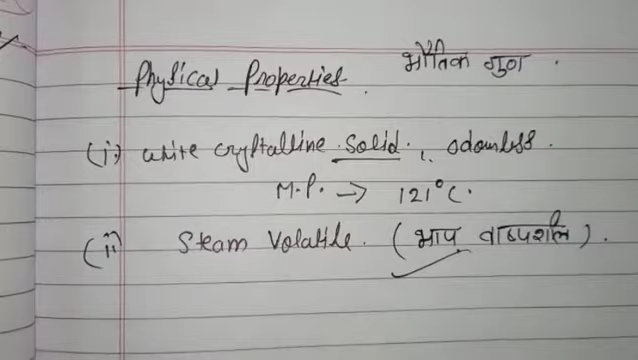 Physical Properties. भौतिक गुण .
(i) white crystalline solid., odourless.
M.P. → 121°C.
(ii) Steam Volatile. (भाप वाष्पशील).